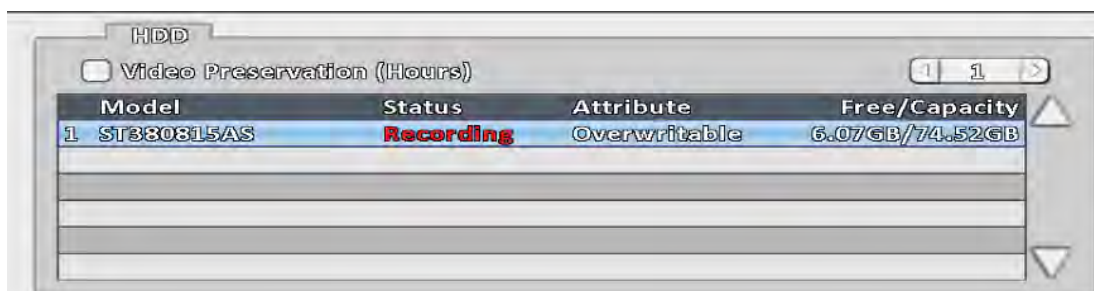 HDD
Video Preservation (Hours) 1
Model Status Attribute Free/Capacity
1 ST380815AS Recording Overwritable 6.07GB/74.52GB